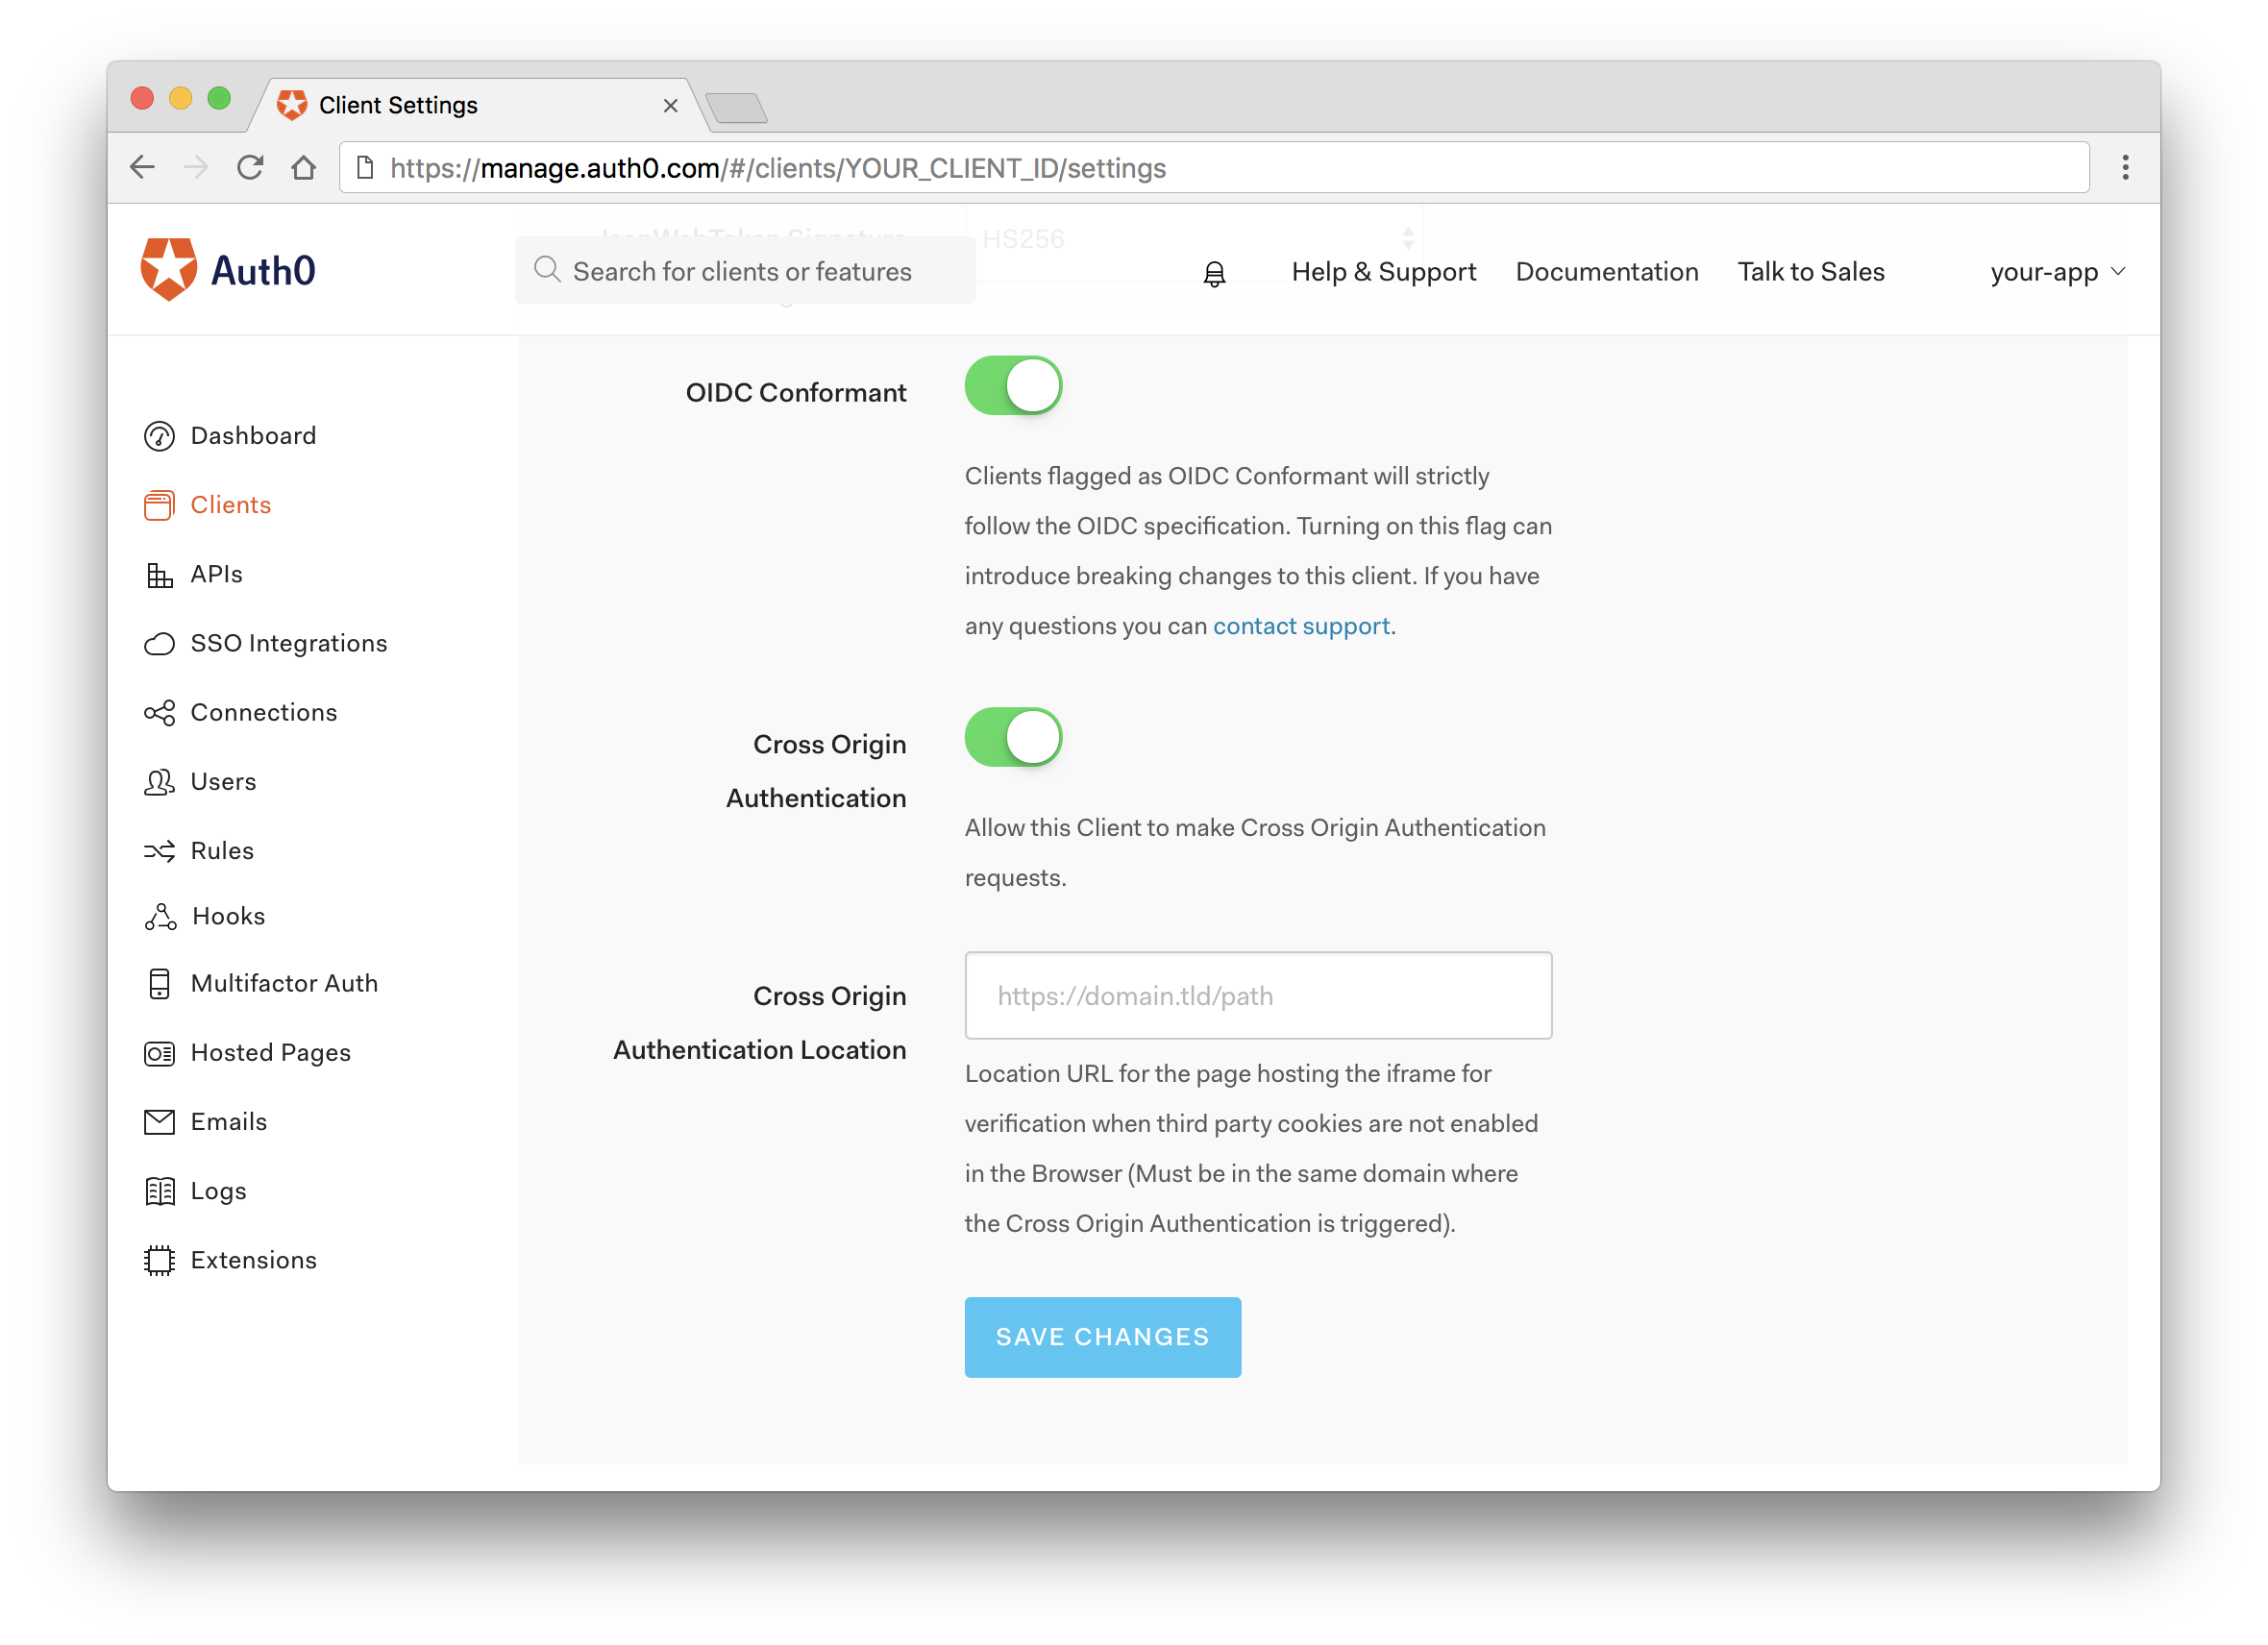 Client Settings
https://manage.auth0.com/#/clients/YOUR_CLIENT_ID/settings
JsonWebToken Signature
HS256
Auth0
Search for clients or features
Help & Support
Documentation
Talk to Sales
your-app
Dashboard
Clients
APIs
SSO Integrations
Connections
Users
Rules
Hooks
Multifactor Auth
Hosted Pages
Emails
Logs
Extensions
OIDC Conformant
Clients flagged as OIDC Conformant will strictly
follow the OIDC specification. Turning on this flag can
introduce breaking changes to this client. If you have
any questions you can contact support.
Cross Origin
Authentication
Allow this Client to make Cross Origin Authentication
requests.
Cross Origin
Authentication Location
https://domain.tld/path
Location URL for the page hosting the iframe for
verification when third party cookies are not enabled
in the Browser (Must be in the same domain where
the Cross Origin Authentication is triggered).
SAVE CHANGES